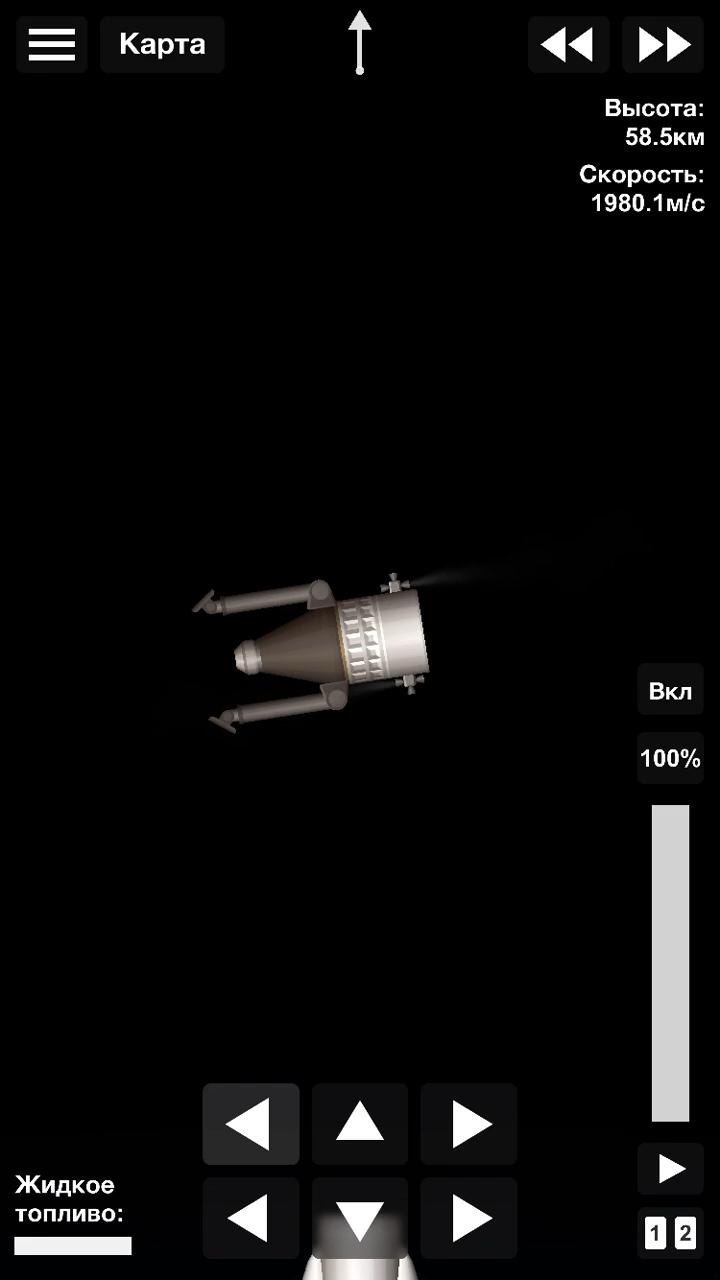 Карта
Высота:
58.5км
Скорость:
1980.1м/с
Вкл
100%
Жидкое
топливо:
1 2